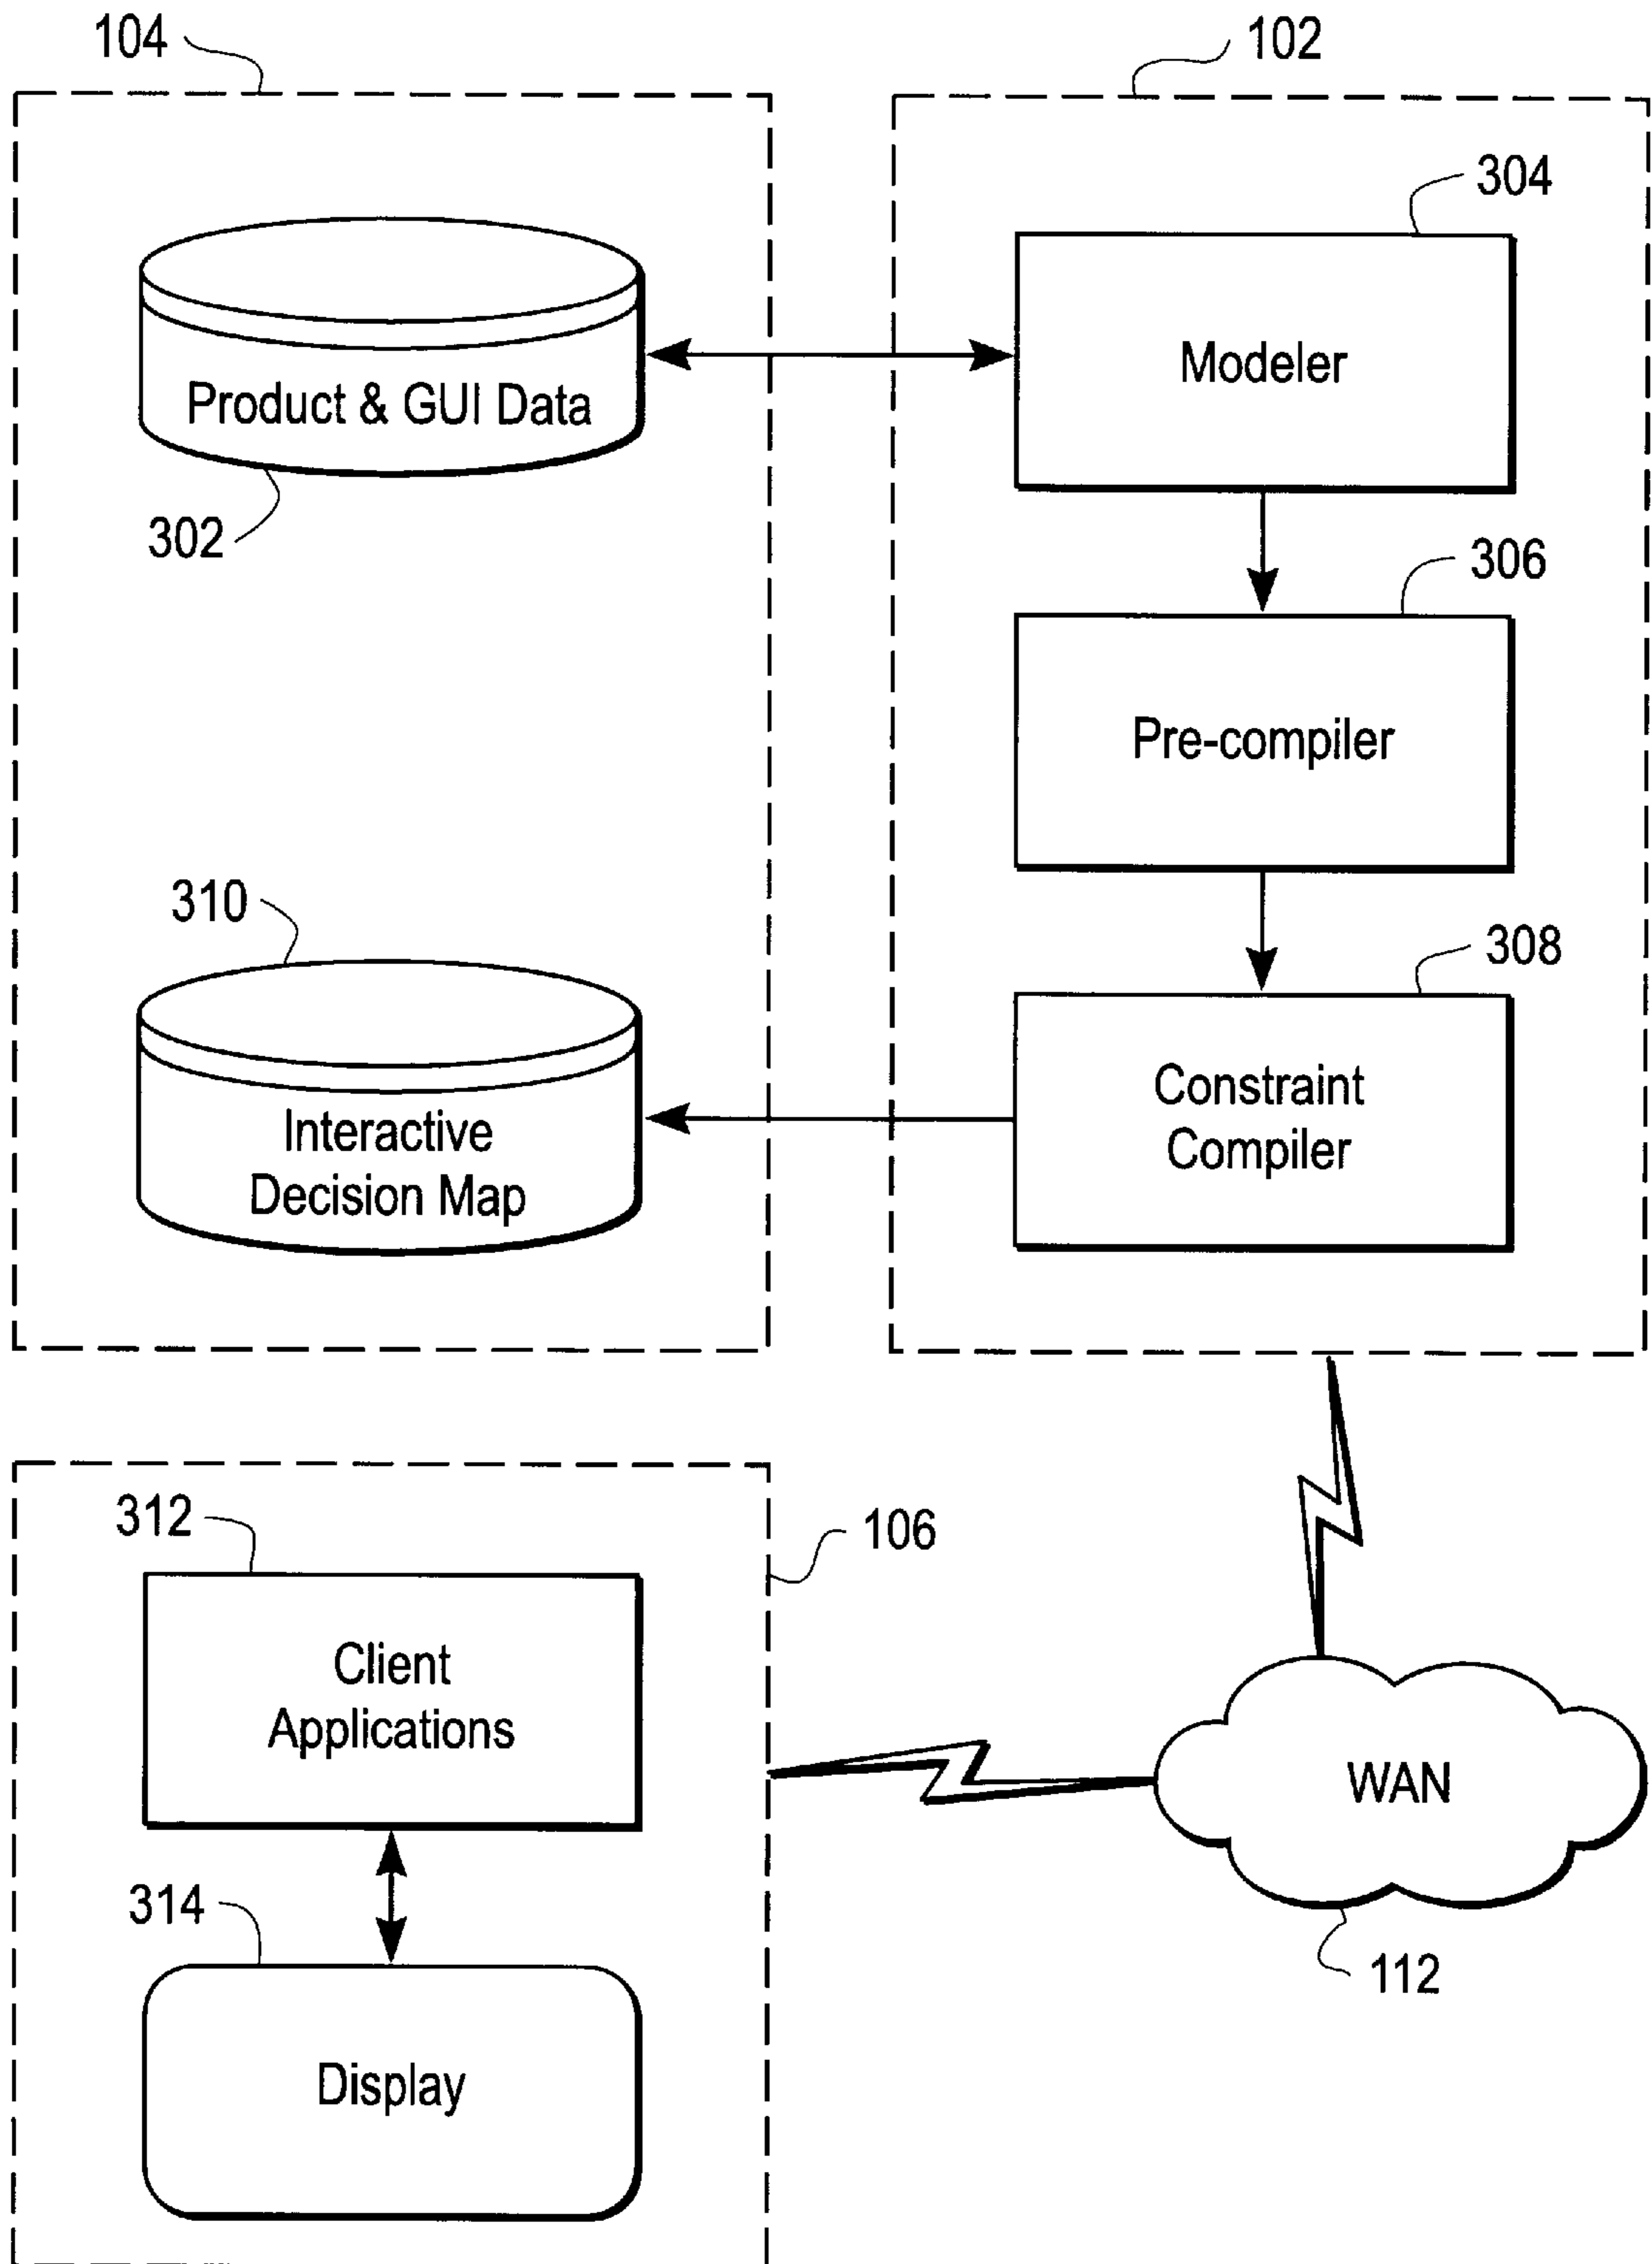 104
102
304
Modeler
Product & GUI Data
302
306
Pre-compiler
310
308
Constraint
Compiler
Interactive
Decision Map
312
106
Client
Applications
WAN
314
112
Display